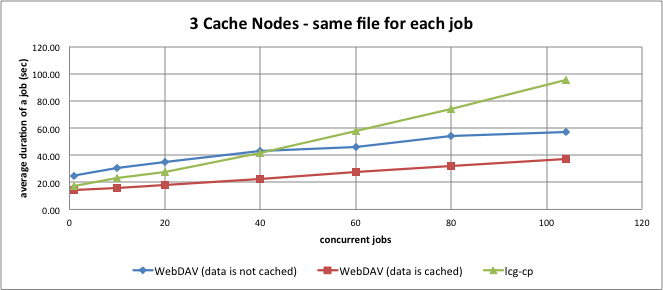 3 Cache Nodes - same file for each job
average duration of a job (sec)
120.00
100.00
80.00
60.00
40.00
20.00
0.00
0 20 40 60 80 100 120
concurrent jobs
WebDAV (data is not cached) WebDAV (data is cached) lcg-cp